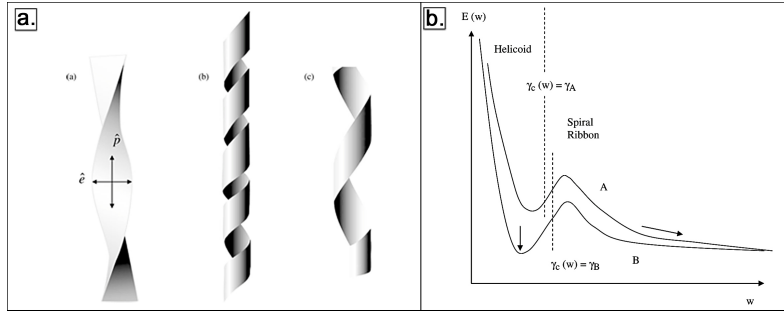 a.
(a)
(b)
(c)
p̂
ê
b.
E (w)
Helicoid
γc (w) = γA
Spiral
Ribbon
A
B
γc (w) = γB
w